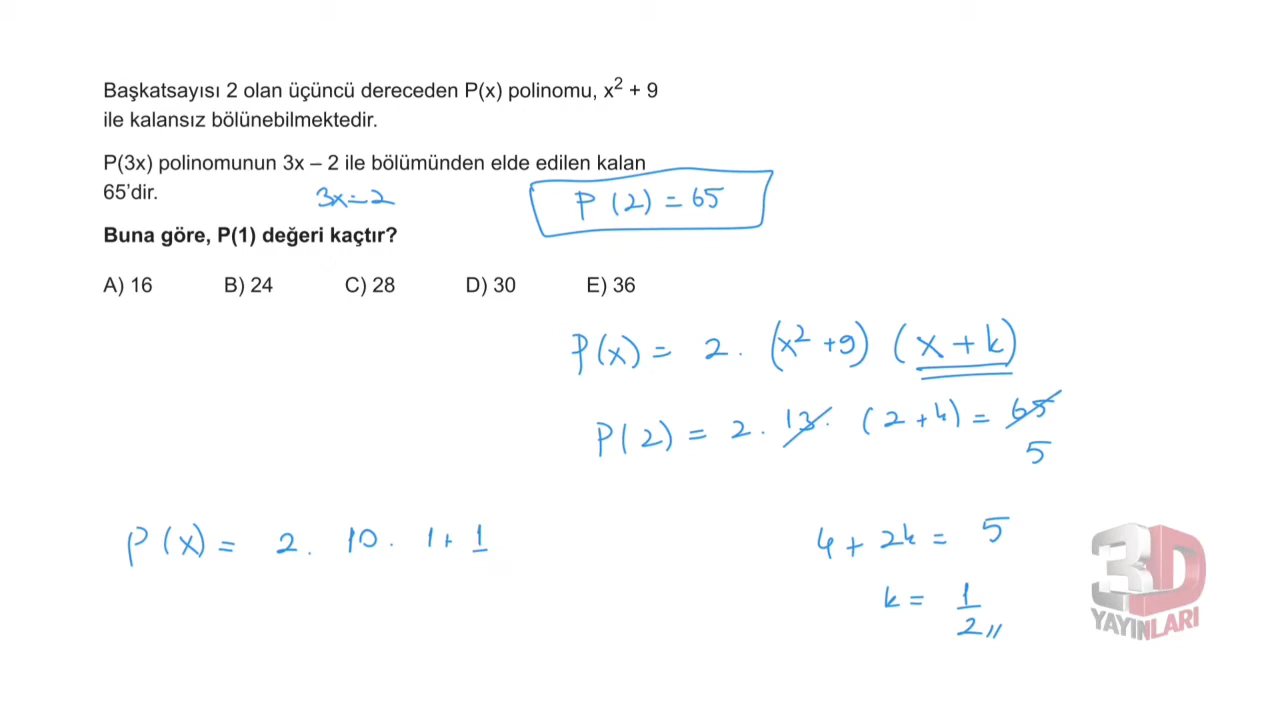 Başkatsayısı 2 olan üçüncü dereceden P(x) polinomu, x² + 9
ile kalansız bölünebilmektedir.
P(3x) polinomunun 3x – 2 ile bölümünden elde edilen kalan
65'dir.
3x=2
P(2) = 65
Buna göre, P(1) değeri kaçtır?
A) 16 B) 24 C) 28 D) 30 E) 36
P(x) = 2. (x² +9) (x + k)
P(2) = 2. 13. (2+k) = 65
5
P(x) = 2. 10. 1+ 1
4 + 2k = 5
k = 1/2 //
3D
YAYINLARI